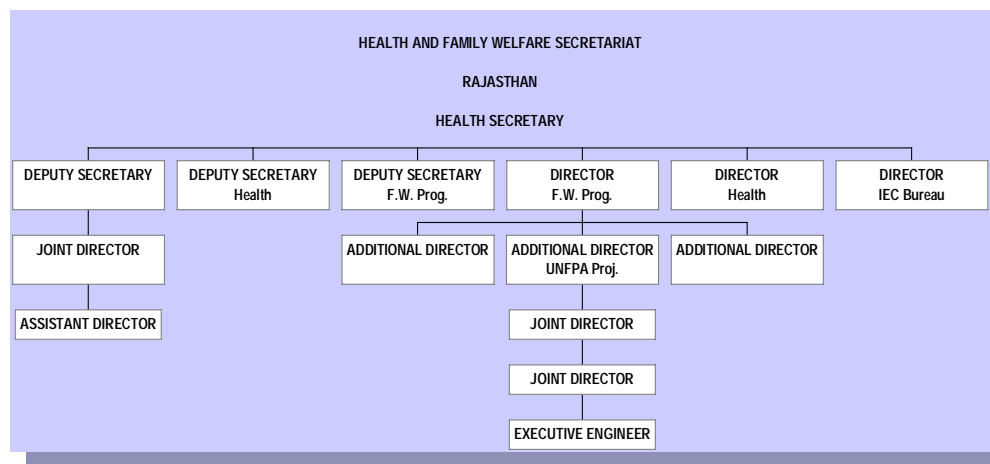 HEALTH AND FAMILY WELFARE SECRETARIAT
RAJASTHAN
HEALTH SECRETARY
DEPUTY SECRETARY
DEPUTY SECRETARY
Health
DEPUTY SECRETARY
F.W. Prog.
DIRECTOR
F.W. Prog.
DIRECTOR
Health
DIRECTOR
IEC Bureau
JOINT DIRECTOR
ADDITIONAL DIRECTOR
ADDITIONAL DIRECTOR
UNFPA Proj.
ADDITIONAL DIRECTOR
ASSISTANT DIRECTOR
JOINT DIRECTOR
JOINT DIRECTOR
EXECUTIVE ENGINEER